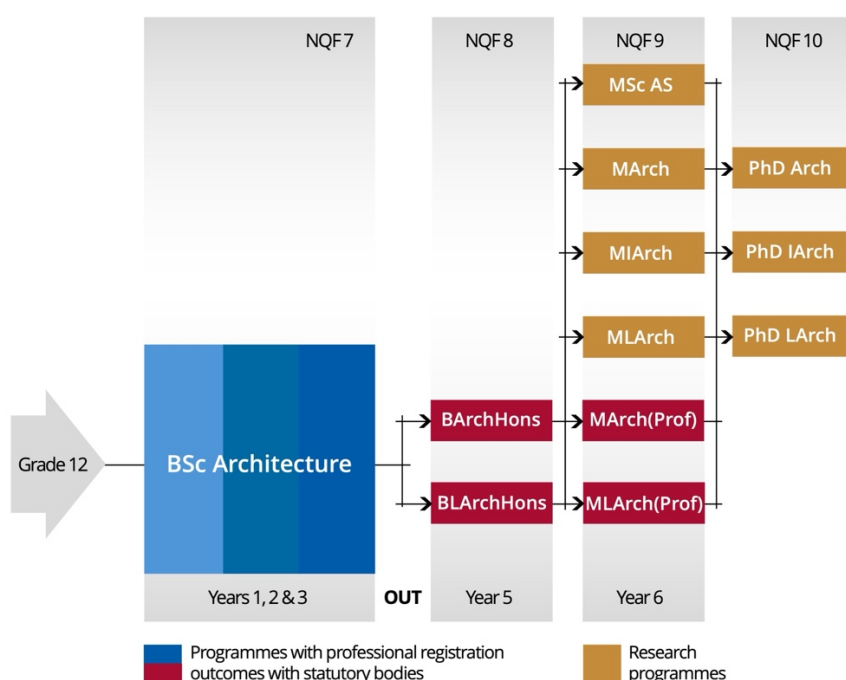 NQF 7
NQF 8
NQF 9
NQF 10
MSc AS
MArch
PhD Arch
MIArch
PhD IArch
MLArch
PhD LArch
BArchHons
MArch(Prof)
Grade 12
BSc Architecture
BLArchHons
MLArch(Prof)
Years 1, 2 & 3
OUT
Year 5
Year 6
Programmes with professional registration
outcomes with statutory bodies
Research
programmes